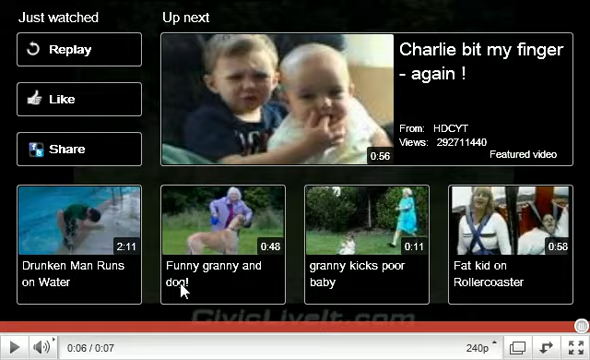 Just watched
Up next
Replay
Like
Share
Charlie bit my finger
- again !
From: HDCYT
Views: 292711440
Featured video
0:56
2:11
0:48
0:11
0:58
Drunken Man Runs
on Water
Funny granny and
dog!
granny kicks poor
baby
Fat kid on
Rollercoaster
CivicLiveIt.com
0:06 / 0:07
240p